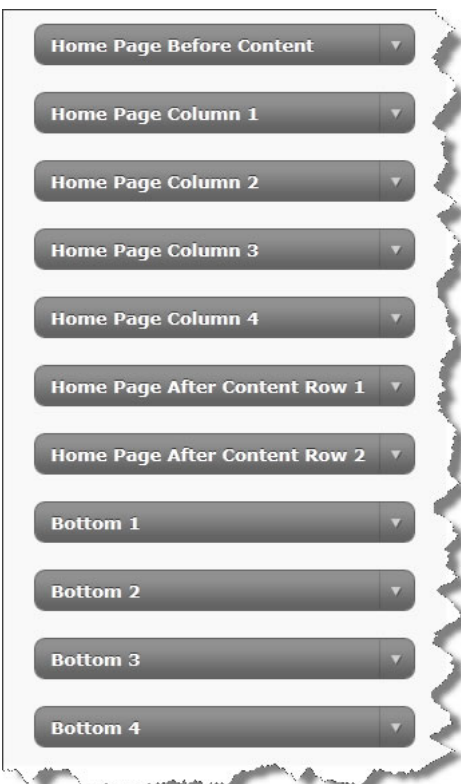 Home Page Before Content
Home Page Column 1
Home Page Column 2
Home Page Column 3
Home Page Column 4
Home Page After Content Row 1
Home Page After Content Row 2
Bottom 1
Bottom 2
Bottom 3
Bottom 4